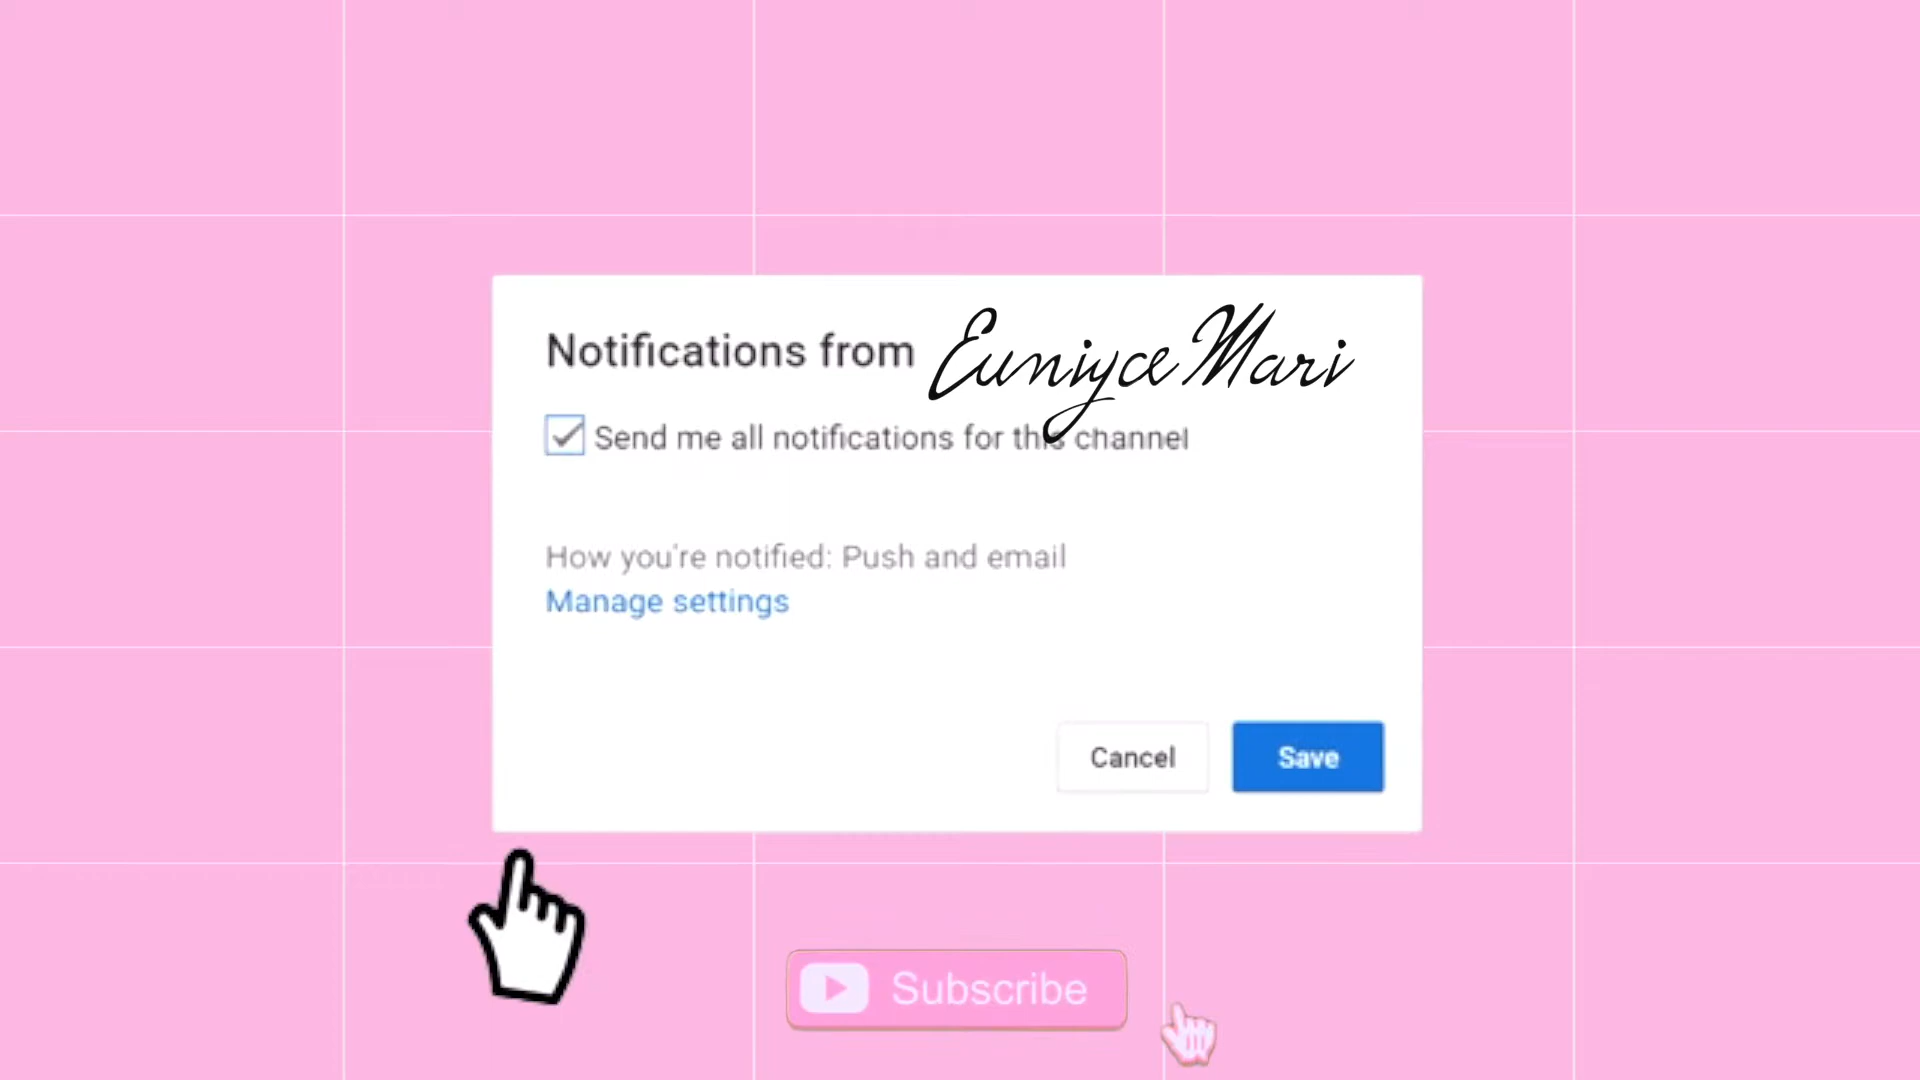 Notifications from Euniyce Mari
Send me all notifications for this channel
How you're notified: Push and email
Manage settings
Cancel
Save
Subscribe